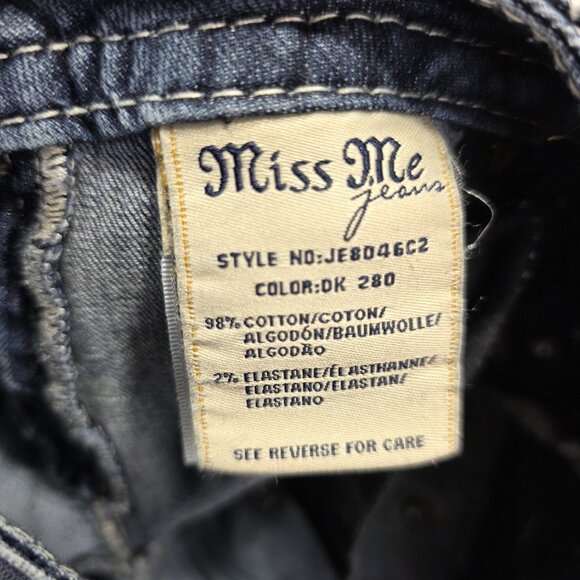 Miss Me
jeans
STYLE NO:JE8046C2
COLOR:DK 280
98% COTTON/COTON/
ALGODÓN/BAUMWOLLE/
ALGODÃO
2% ELASTANE/ÉLASTHANNE/
ELASTANO/ELASTAN/
ELASTANO
SEE REVERSE FOR CARE